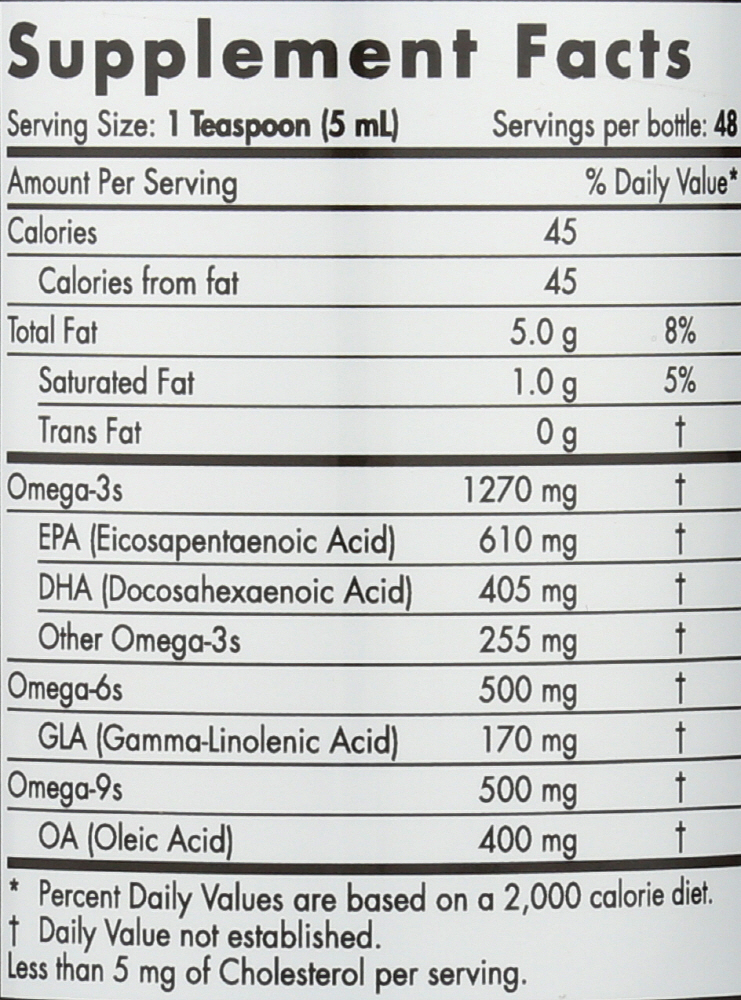 Supplement Facts
Serving Size: 1 Teaspoon (5 mL) Servings per bottle: 48
Amount Per Serving % Daily Value*
Calories 45
Calories from fat 45
Total Fat 5.0 g 8%
Saturated Fat 1.0 g 5%
Trans Fat 0 g †
Omega-3s 1270 mg †
EPA (Eicosapentaenoic Acid) 610 mg †
DHA (Docosahexaenoic Acid) 405 mg †
Other Omega-3s 255 mg †
Omega-6s 500 mg †
GLA (Gamma-Linolenic Acid) 170 mg †
Omega-9s 500 mg †
OA (Oleic Acid) 400 mg †
* Percent Daily Values are based on a 2,000 calorie diet.
† Daily Value not established.
Less than 5 mg of Cholesterol per serving.